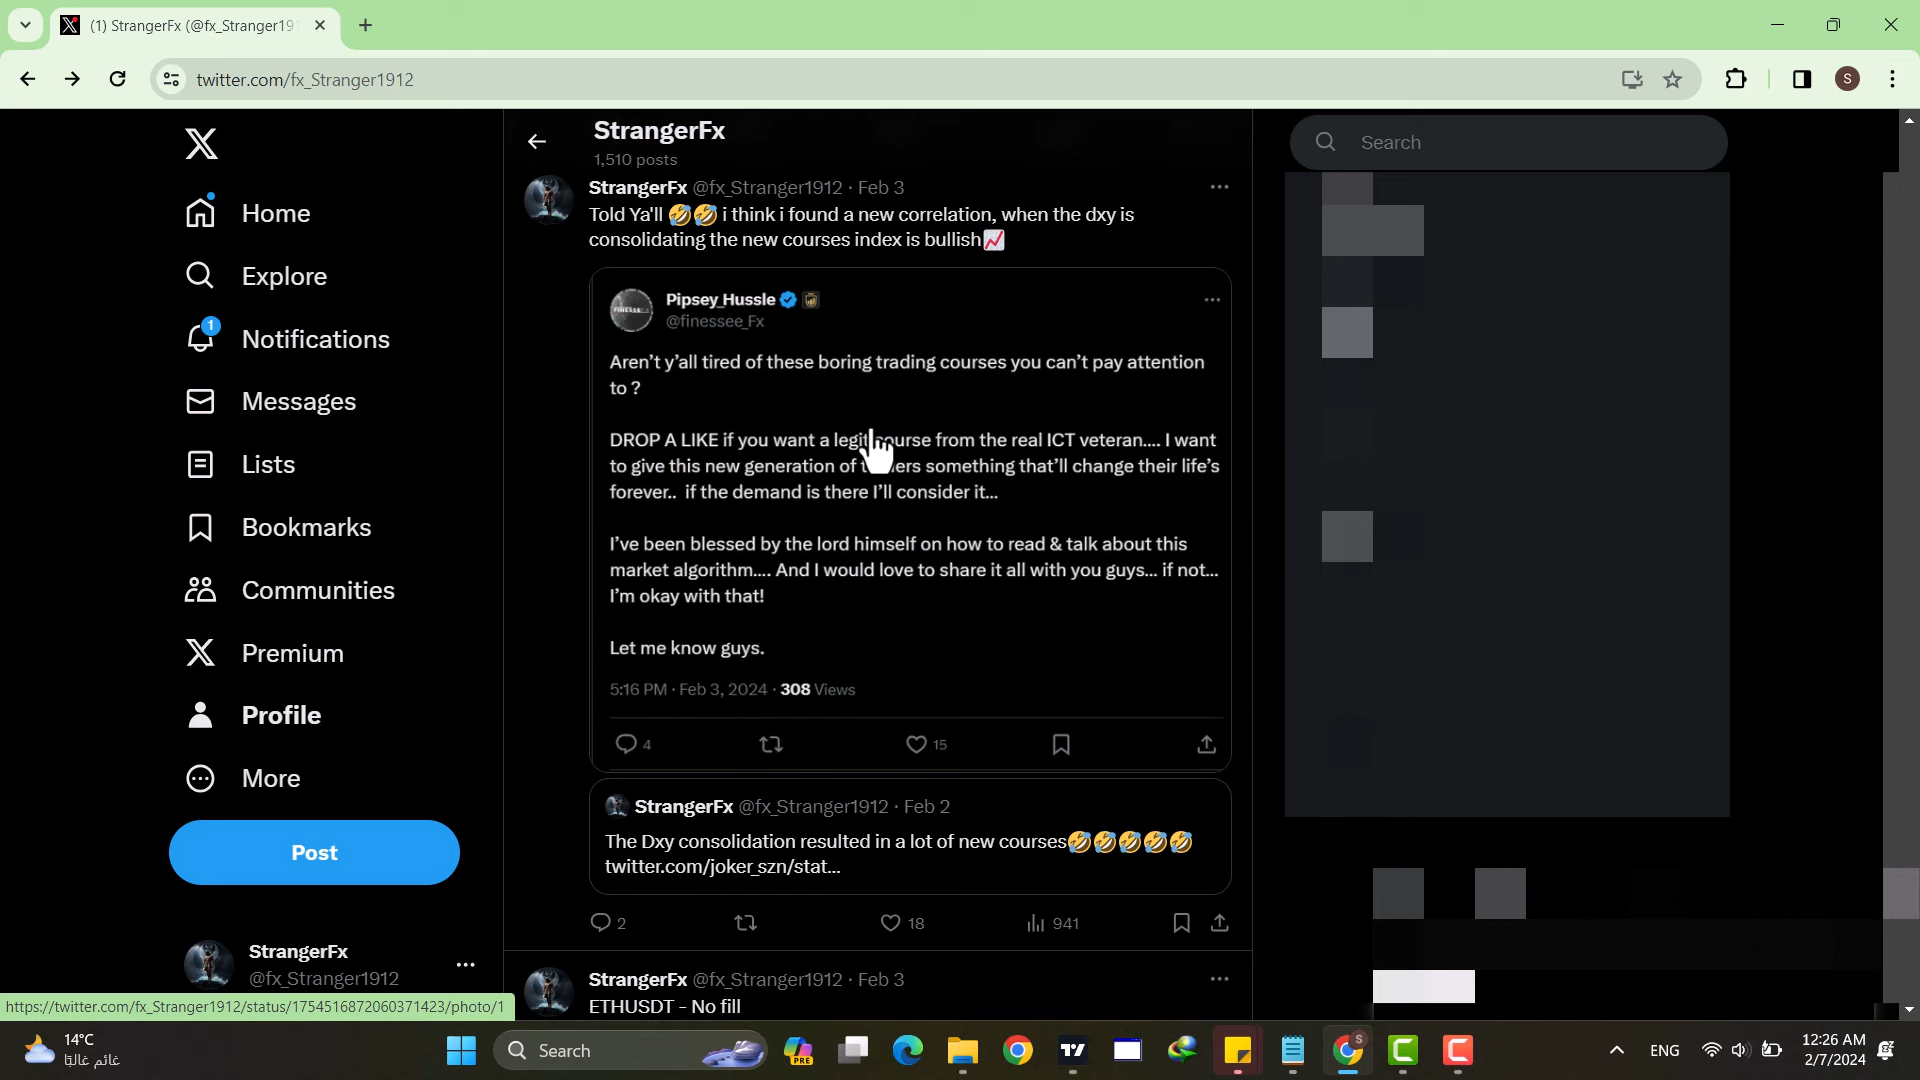 (1) StrangerFx (@fx_Stranger191
twitter.com/fx_Stranger1912
S
Home
Explore
1
Notifications
Messages
Lists
Bookmarks
Communities
Premium
Profile
More
Post
StrangerFx
@fx_Stranger1912
StrangerFx
1,510 posts
StrangerFx @fx_Stranger1912 · Feb 3
Told Ya'll 🤣🤣 i think i found a new correlation, when the dxy is
consolidating the new courses index is bullish📈
Pipsey_Hussle
@finessee_Fx
Aren't y'all tired of these boring trading courses you can't pay attention
to ?
DROP A LIKE if you want a legit course from the real ICT veteran.... I want
to give this new generation of traders something that'll change their life's
forever.. if the demand is there I'll consider it...
I've been blessed by the lord himself on how to read & talk about this
market algorithm.... And I would love to share it all with you guys... if not...
I'm okay with that!
Let me know guys.
5:16 PM · Feb 3, 2024 · 308 Views
4 15
StrangerFx @fx_Stranger1912 · Feb 2
The Dxy consolidation resulted in a lot of new courses🤣🤣🤣🤣🤣
twitter.com/joker_szn/stat...
2 18 941
StrangerFx @fx_Stranger1912 · Feb 3
ETHUSDT - No fill
Search
https://twitter.com/fx_Stranger1912/status/1754516872060371423/photo/1
14°C
غائم غالبًا
Search
PRE
ENG
12:26 AM
2/7/2024